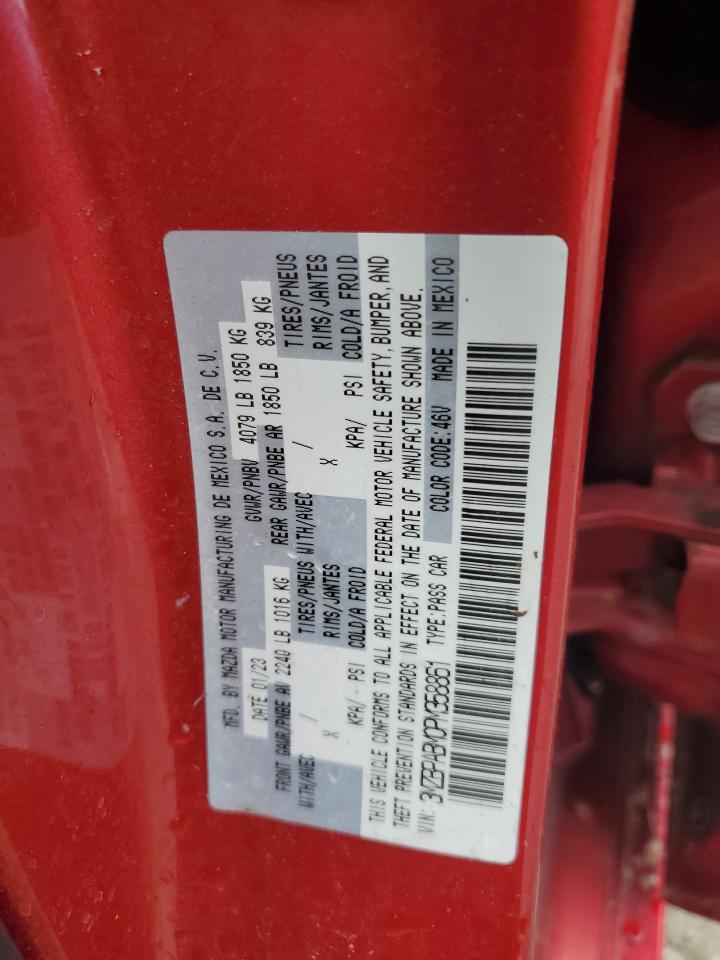 MFD. BY MAZDA MOTOR MANUFACTURING DE MEXICO S.A. DE C.V.
DATE 01/23 GVWR/PNBV 4079 LB 1850 KG
FRONT GAWR/PNBE AV 2240 LB 1016 KG REAR GAWR/PNBE AR 1850 LB 839 KG
WITH/AVEC / TIRES/PNEUS WITH/AVEC / TIRES/PNEUS
X RIMS/JANTES X RIMS/JANTES
KPA/ PSI COLD/A FROID KPA/ PSI COLD/A FROID
THIS VEHICLE CONFORMS TO ALL APPLICABLE FEDERAL MOTOR VEHICLE SAFETY, BUMPER, AND
THEFT PREVENTION STANDARDS IN EFFECT ON THE DATE OF MANUFACTURE SHOWN ABOVE.
VIN: 3MZBPABM0PM358861 TYPE:PASS CAR COLOR CODE:46V MADE IN MEXICO